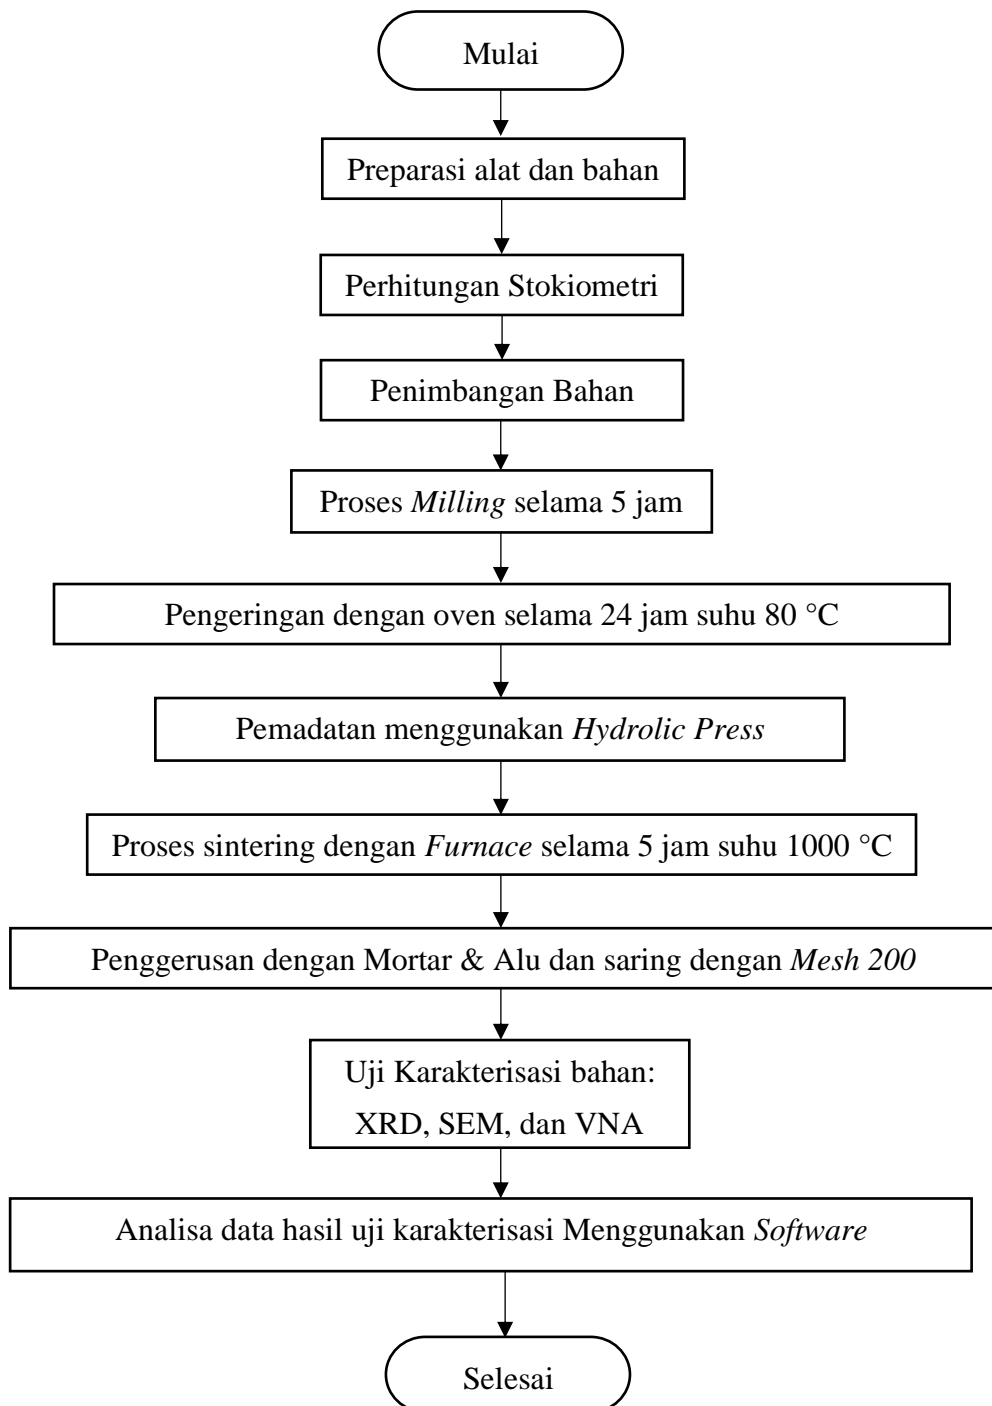 Mulai
Preparasi alat dan bahan
Perhitungan Stokiometri
Penimbangan Bahan
Proses Milling selama 5 jam
Pengeringan dengan oven selama 24 jam suhu 80 °C
Pemadatan menggunakan Hydrolic Press
Proses sintering dengan Furnace selama 5 jam suhu 1000 °C
Penggerusan dengan Mortar & Alu dan saring dengan Mesh 200
Uji Karakterisasi bahan:
XRD, SEM, dan VNA
Analisa data hasil uji karakterisasi Menggunakan Software
Selesai